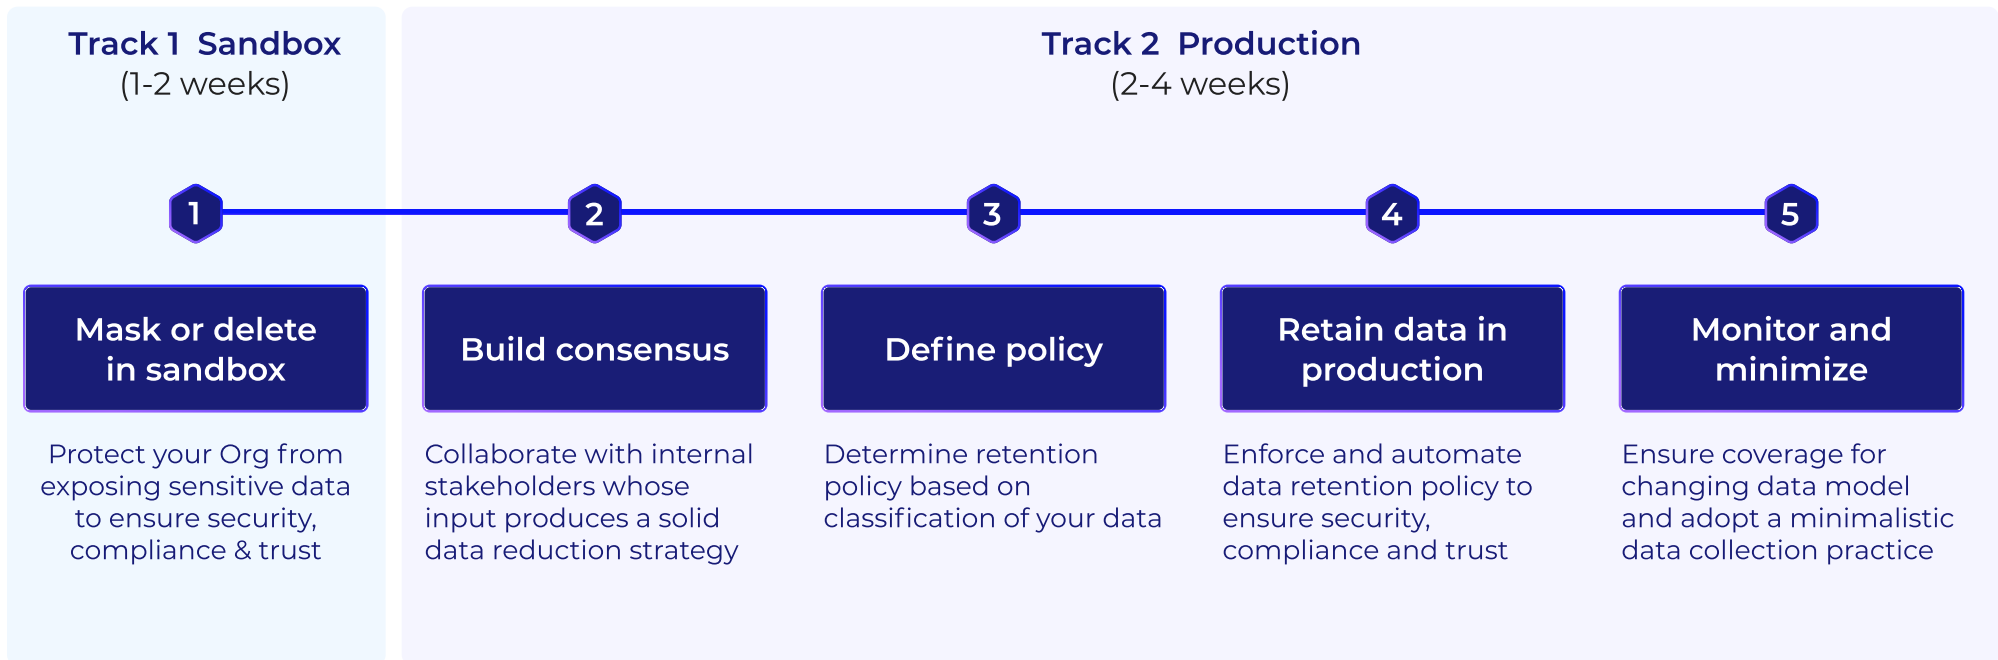 Track 1 Sandbox
(1-2 weeks)
Track 2 Production
(2-4 weeks)
1
2
3
4
5
Mask or delete
in sandbox
Build consensus
Define policy
Retain data in
production
Monitor and
minimize
Protect your Org from
exposing sensitive data
to ensure security,
compliance & trust
Collaborate with internal
stakeholders whose
input produces a solid
data reduction strategy
Determine retention
policy based on
classification of your data
Enforce and automate
data retention policy to
ensure security,
compliance and trust
Ensure coverage for
changing data model
and adopt a minimalistic
data collection practice